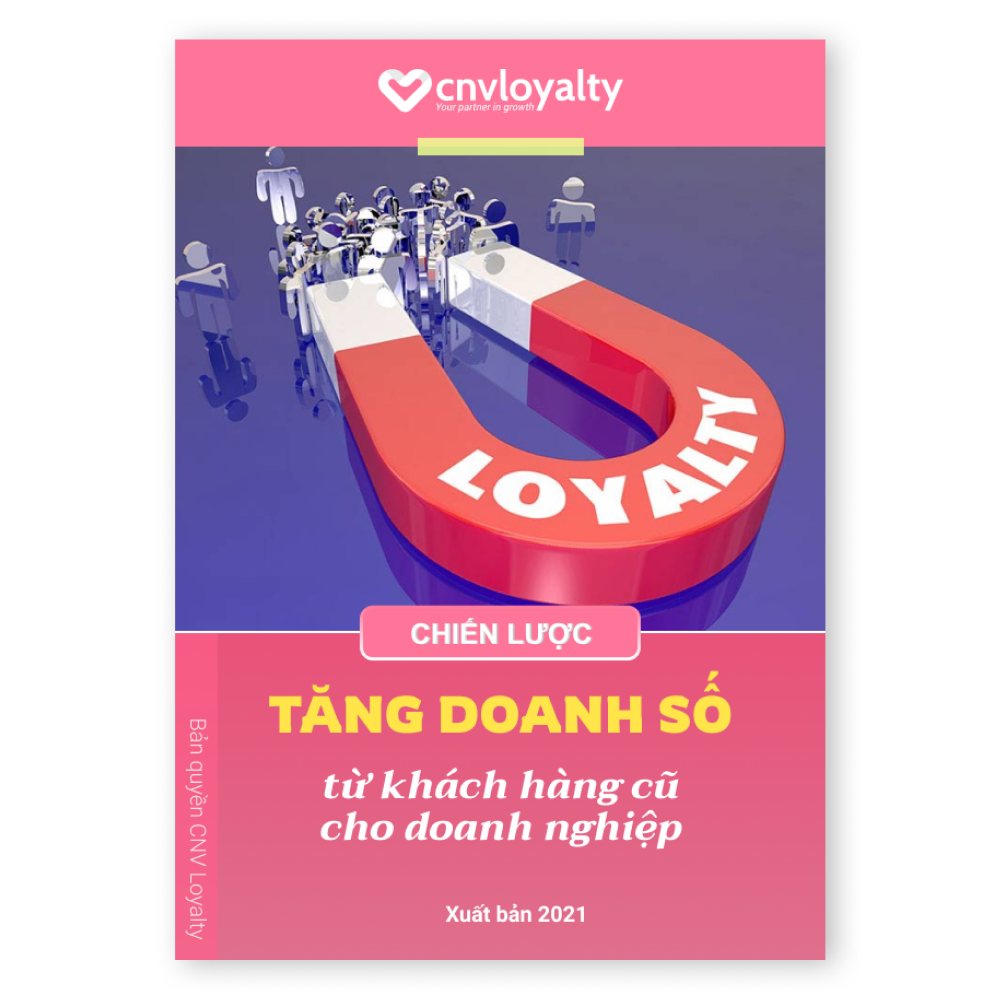 cnvloyalty
Your partner in growth
LOYALTY
CHIẾN LƯỢC
TĂNG DOANH SỐ
từ khách hàng cũ
cho doanh nghiệp
Bản quyền CNV Loyalty
Xuất bản 2021